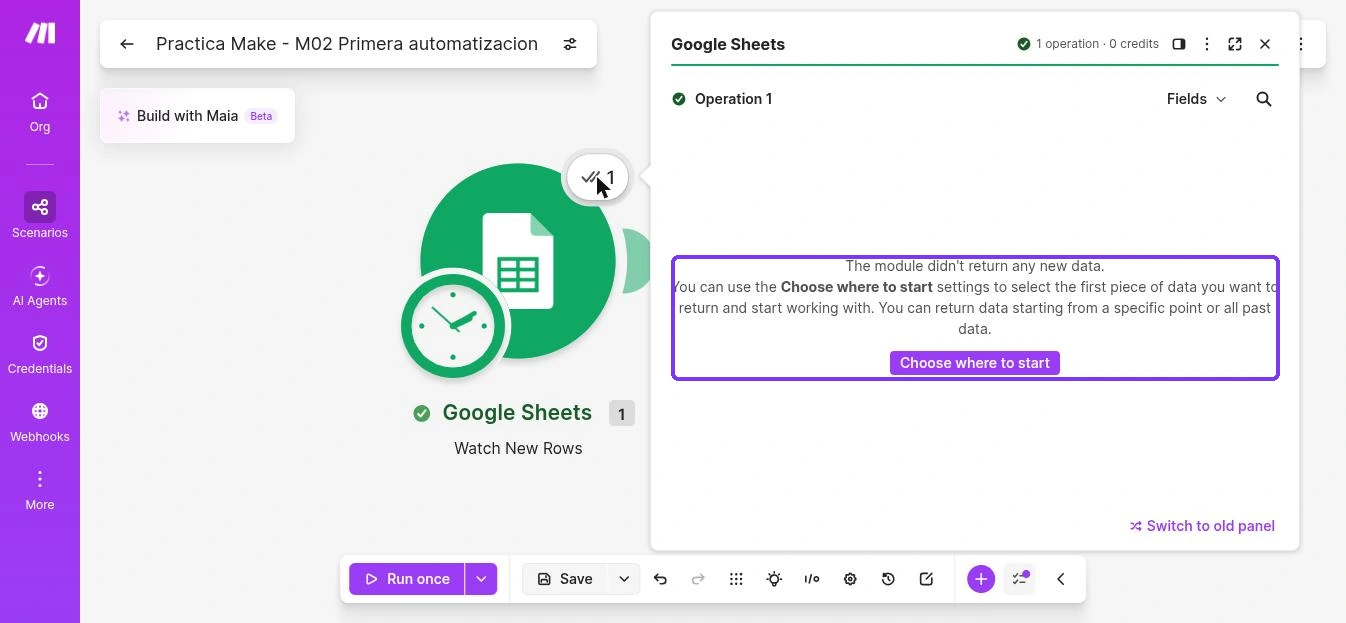 Practica Make - M02 Primera automatizacion
Build with Maia Beta
Org
Scenarios
AI Agents
Credentials
Webhooks
More
1
Google Sheets 1
Watch New Rows
Google Sheets
1 operation · 0 credits
Operation 1
Fields
The module didn't return any new data.
You can use the Choose where to start settings to select the first piece of data you want to
return and start working with. You can return data starting from a specific point or all past
data.
Choose where to start
Switch to old panel
Run once
Save